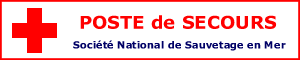 POSTE de SECOURS
Société National de Sauvetage en Mer